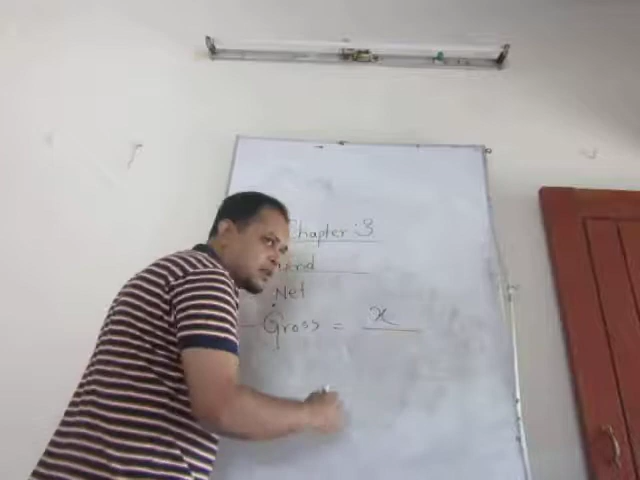 Chapter:3
Net
Gross = x